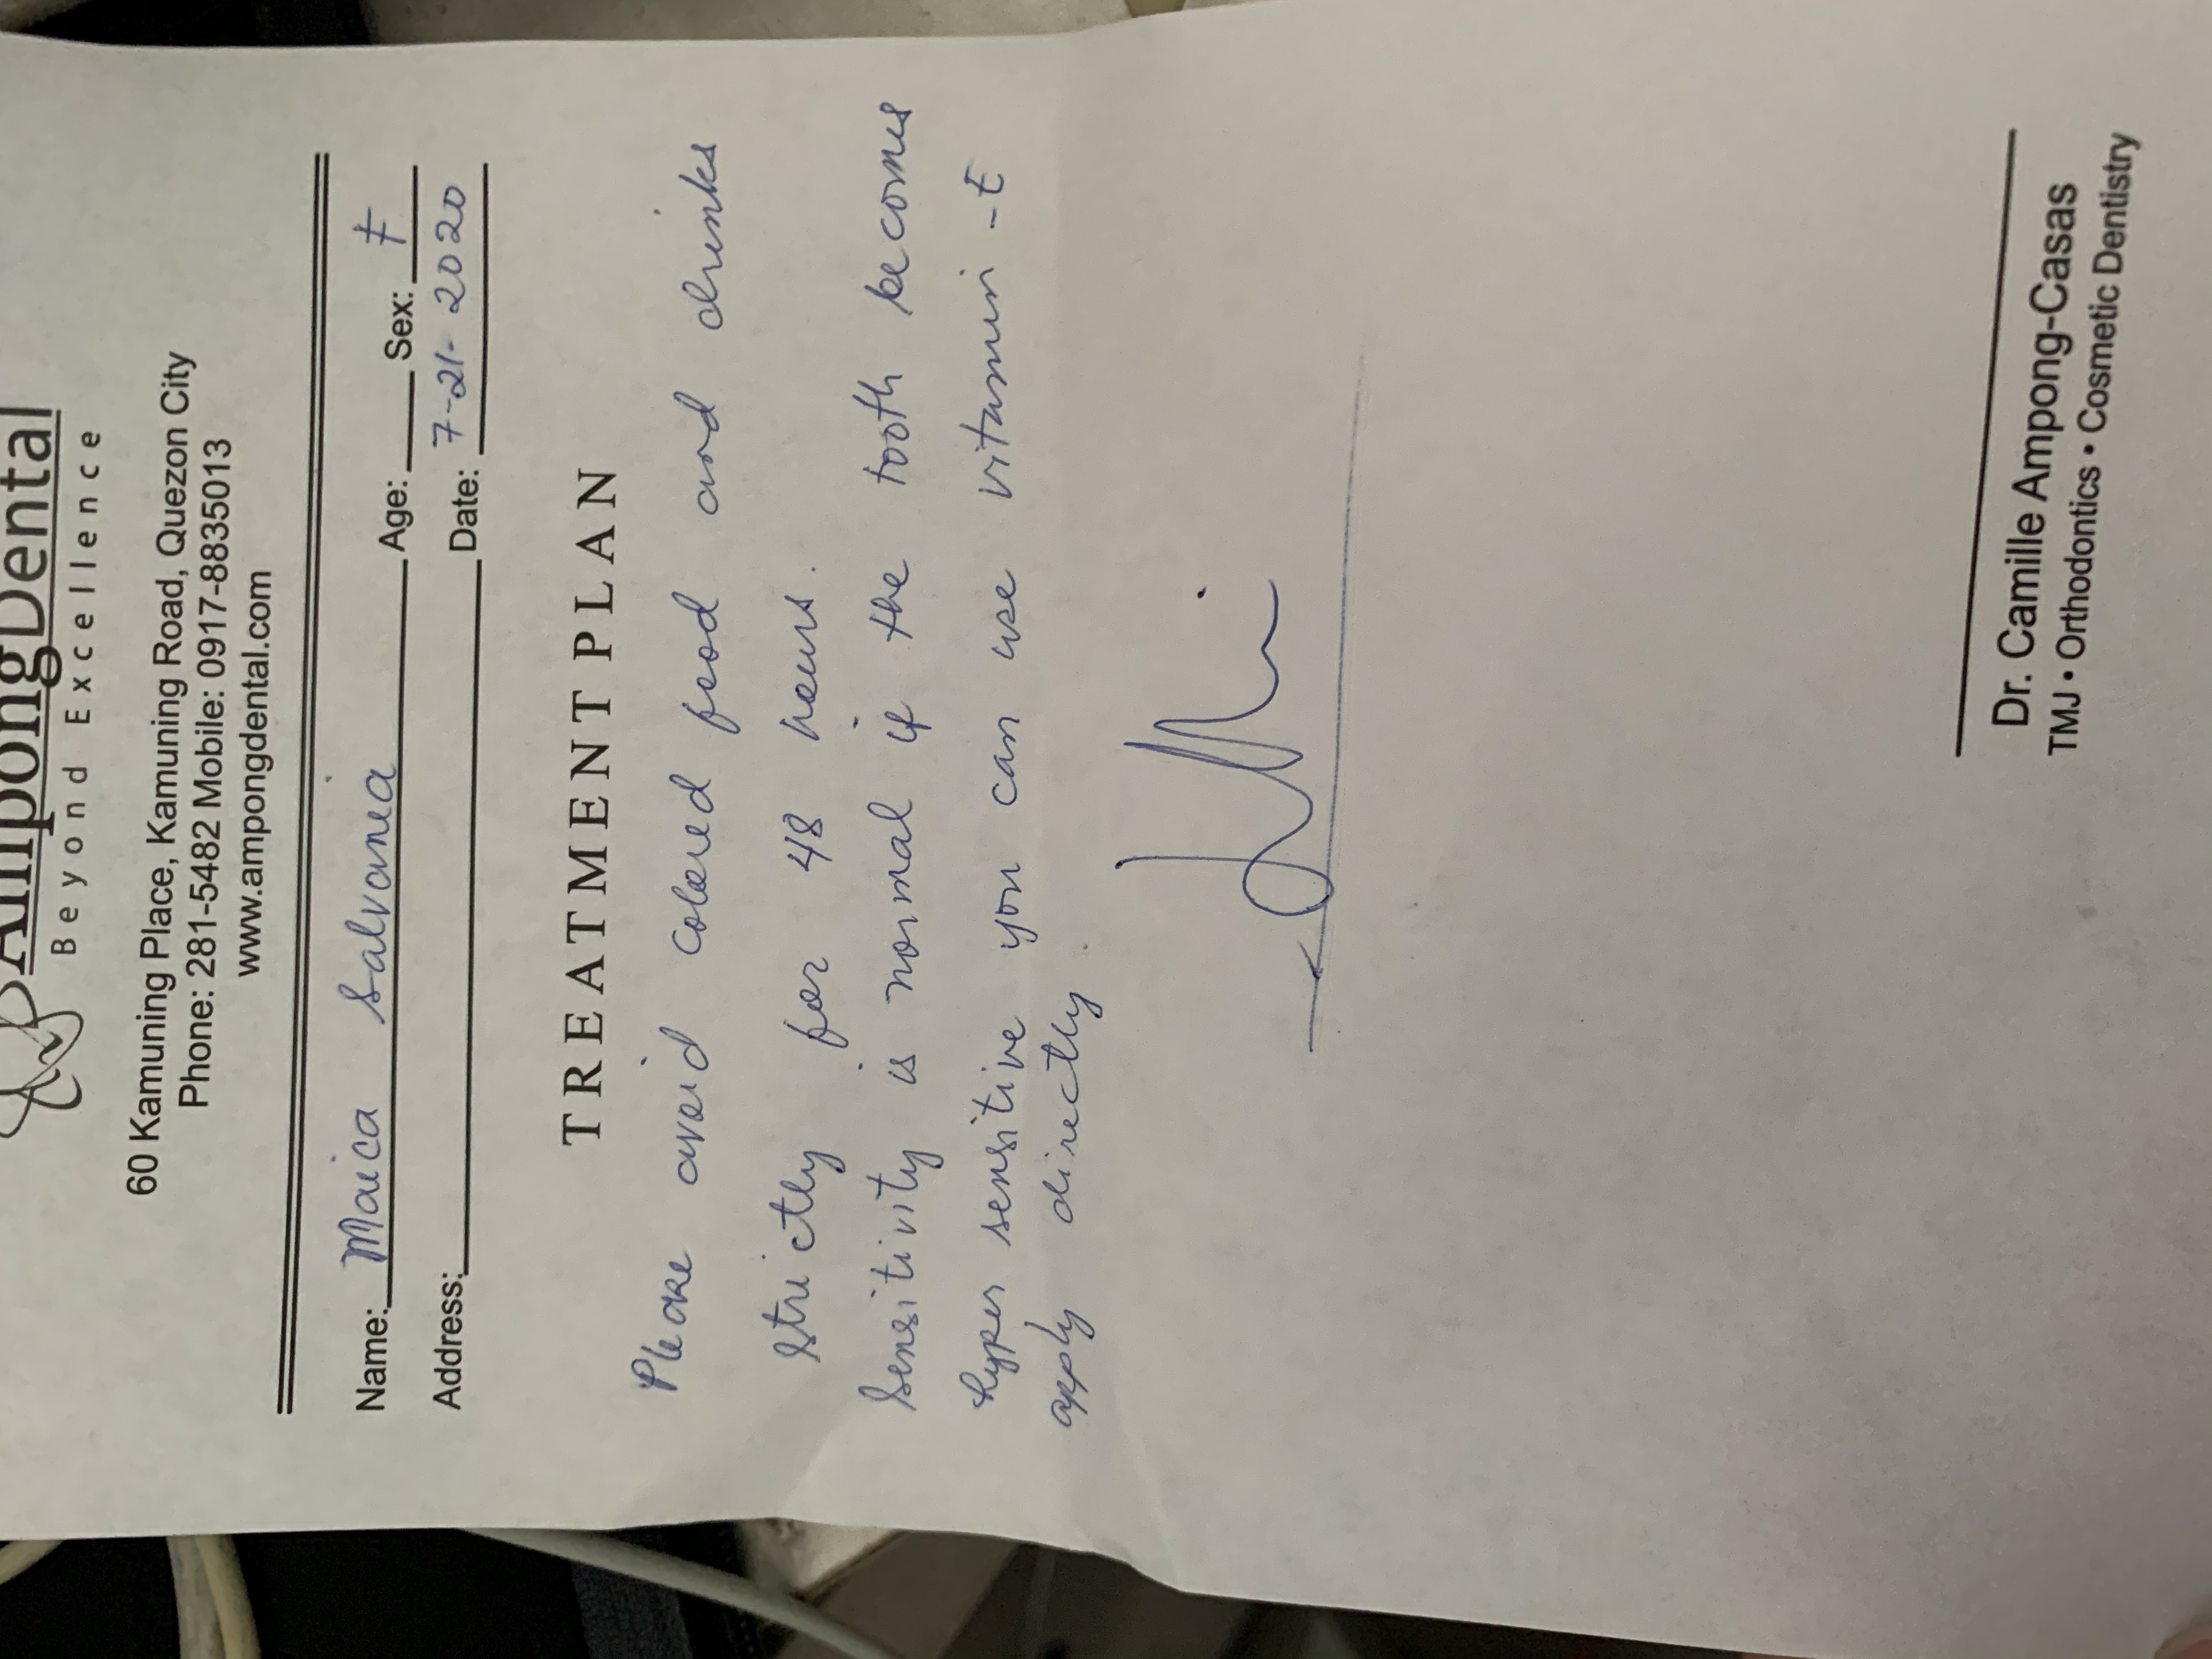 AmpongDental
Beyond Excellence
60 Kamuning Place, Kamuning Road, Quezon City
Phone: 281-5482 Mobile: 0917-8835013
www.ampongdental.com
Name: Maica Salvania Age: Sex: F
Address: Date: 7-21-2020
TREATMENT PLAN
Please avoid colored food and drinks
strictly for 48 hours.
Sensitivity is normal if the tooth becomes
hyper sensitive you can use vitamin -E
apply directly.
Dr. Camille Ampong-Casas
TMJ • Orthodontics • Cosmetic Dentistry